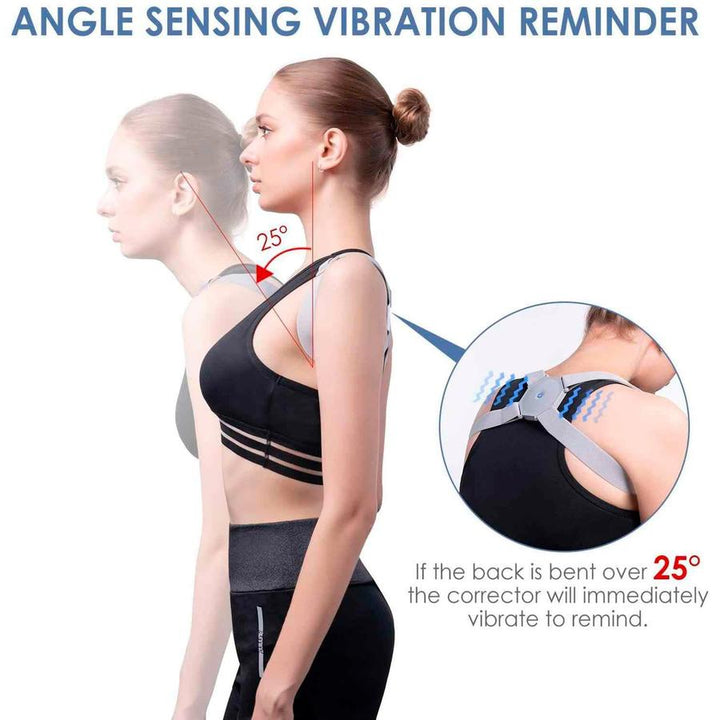 ANGLE SENSING VIBRATION REMINDER
25°
If the back is bent over 25°
the corrector will immediately
vibrate to remind.